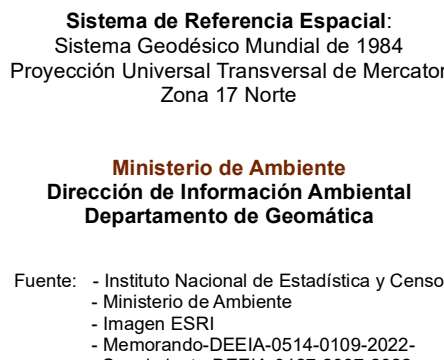 Sistema de Referencia Espacial:
Sistema Geodésico Mundial de 1984
Proyección Universal Transversal de Mercator
Zona 17 Norte
Ministerio de Ambiente
Dirección de Información Ambiental
Departamento de Geomática
Fuente: - Instituto Nacional de Estadística y Censo
- Ministerio de Ambiente
- Imagen ESRI
- Memorando-DEEIA-0514-0109-2022-